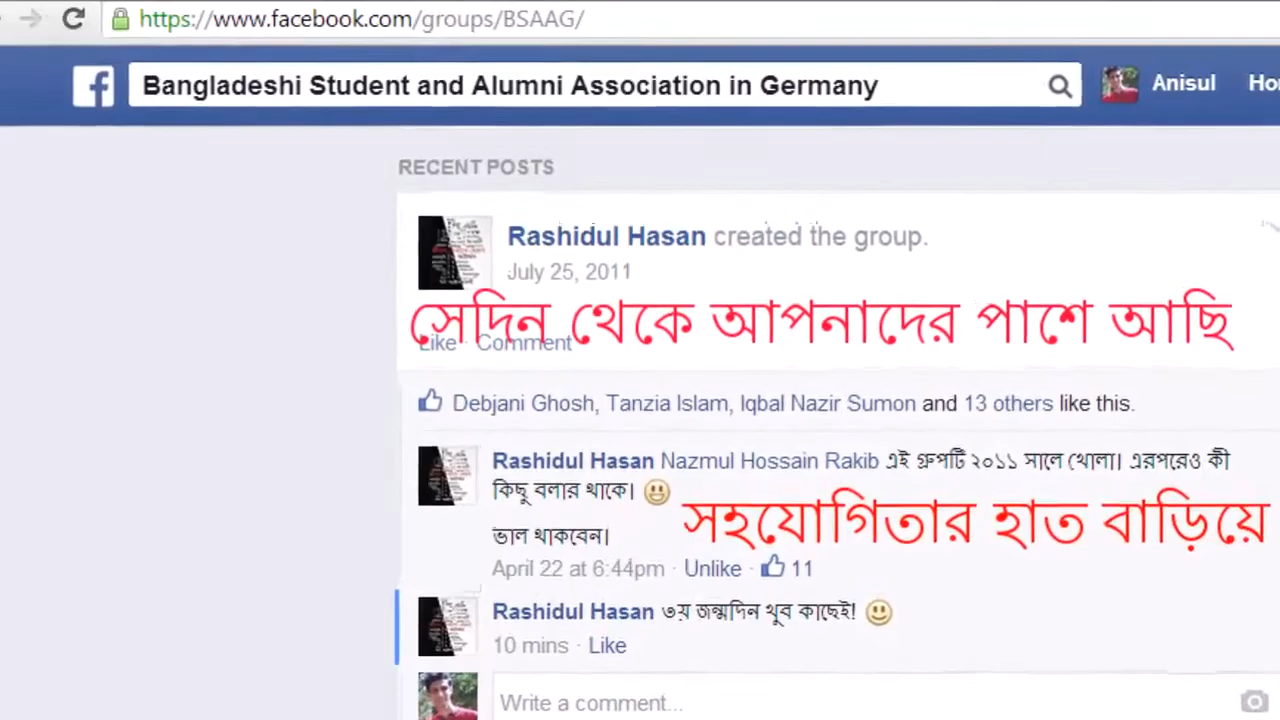 https://www.facebook.com/groups/BSAAG/
Bangladeshi Student and Alumni Association in Germany
Anisul
RECENT POSTS
Rashidul Hasan created the group.
July 25, 2011
সেদিন থেকে আপনাদের পাশে আছি
Like · Comment
Debjani Ghosh, Tanzia Islam, Iqbal Nazir Sumon and 13 others like this.
Rashidul Hasan Nazmul Hossain Rakib এই গ্রুপটি ২০১১ সালে খোলা। এরপরেও কী
কিছু বলার থাকে।
সহযোগিতার হাত বাড়িয়ে
ভাল থাকবেন।
April 22 at 6:44pm · Unlike · 11
Rashidul Hasan ৩য় জন্মদিন খুব কাছেই!
10 mins · Like
Write a comment...